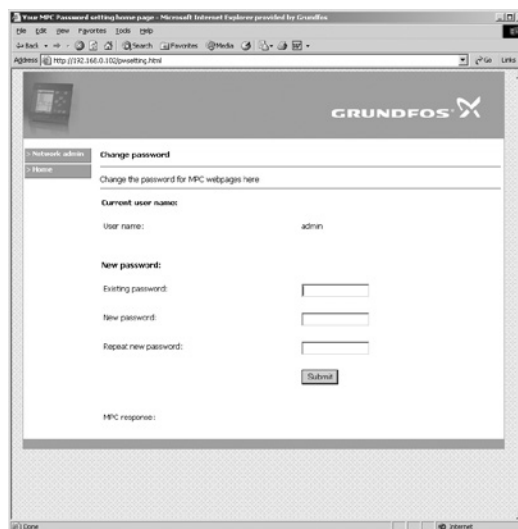 Your MPC Password setting home page - Microsoft Internet Explorer provided by Grundfos
File Edit View Favorites Tools Help
Back Search Favorites Media
Address http://192.168.0.102/pwsetting.html Go Links
GRUNDFOS
> Network admin
> Home
Change password
Change the password for MPC webpages here
Current user name:
User name: admin
New password:
Existing password:
New password:
Repeat new password:
Submit
MPC response:
Done Internet